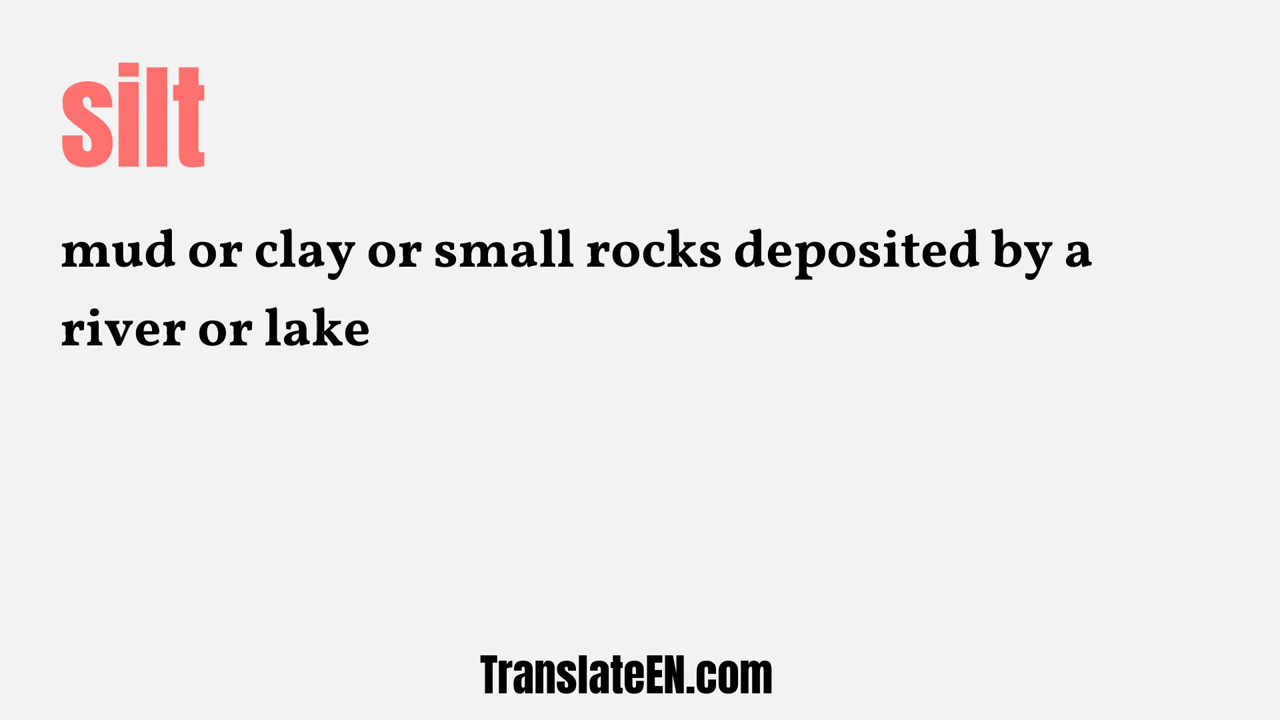 silt
mud or clay or small rocks deposited by a
river or lake
TranslateEN.com